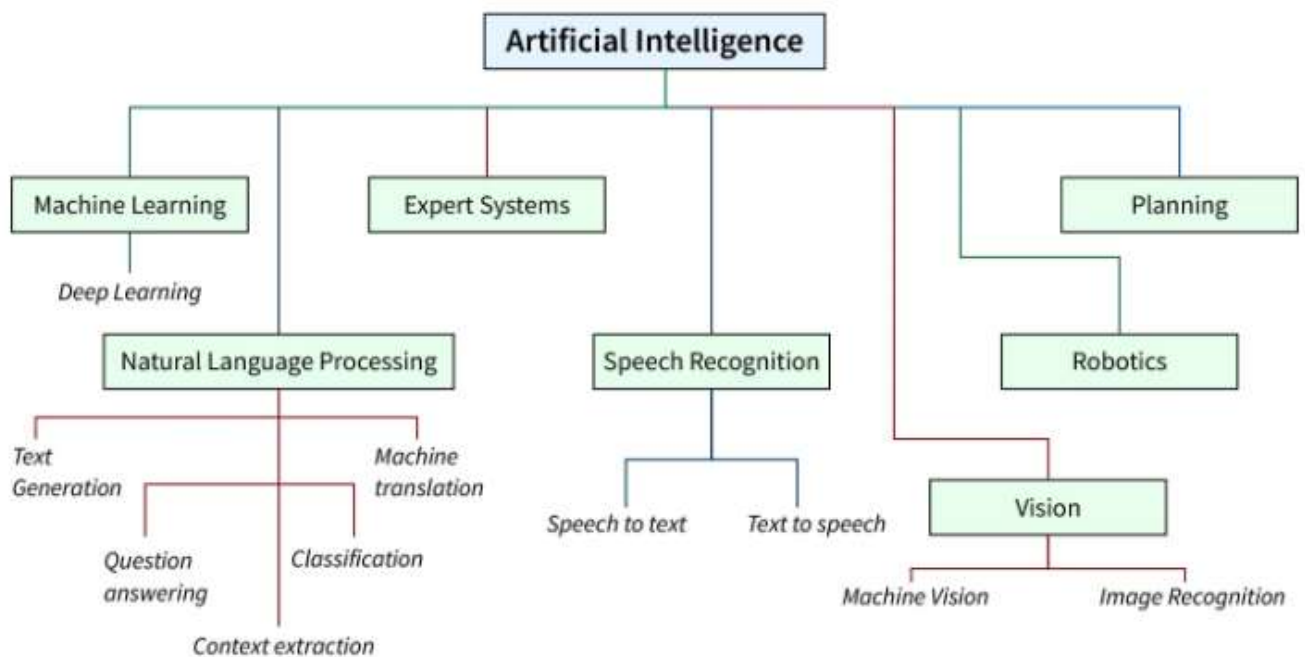 Artificial Intelligence
Machine Learning
Expert Systems
Planning
Deep Learning
Natural Language Processing
Speech Recognition
Robotics
Text
Generation
Machine
translation
Question
answering
Classification
Context extraction
Speech to text
Text to speech
Vision
Machine Vision
Image Recognition